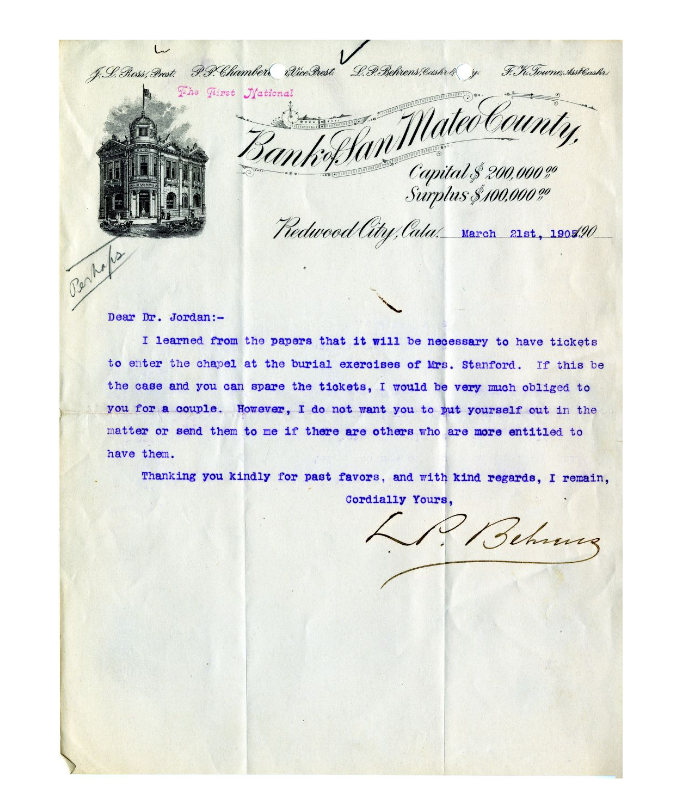 J. L. Ross, Prest. P. P. Chamberlain, Vice Prest. L. P. Behrens, Cashr & Secy. F. K. Towne, Asst Cashr
The First National
Bank of San Mateo County,
Capital $ 200,000.00
Surplus $ 100,000.00
Redwood City, Cala. March 21st, 1905. 190
Perhaps
Dear Dr. Jordan:-
I learned from the papers that it will be necessary to have tickets
to enter the chapel at the burial exercises of Mrs. Stanford. If this be
the case and you can spare the tickets, I would be very much obliged to
you for a couple. However, I do not want you to put yourself out in the
matter or send them to me if there are others who are more entitled to
have them.
Thanking you kindly for past favors, and with kind regards, I remain,
Cordially Yours,
L. P. Behrens